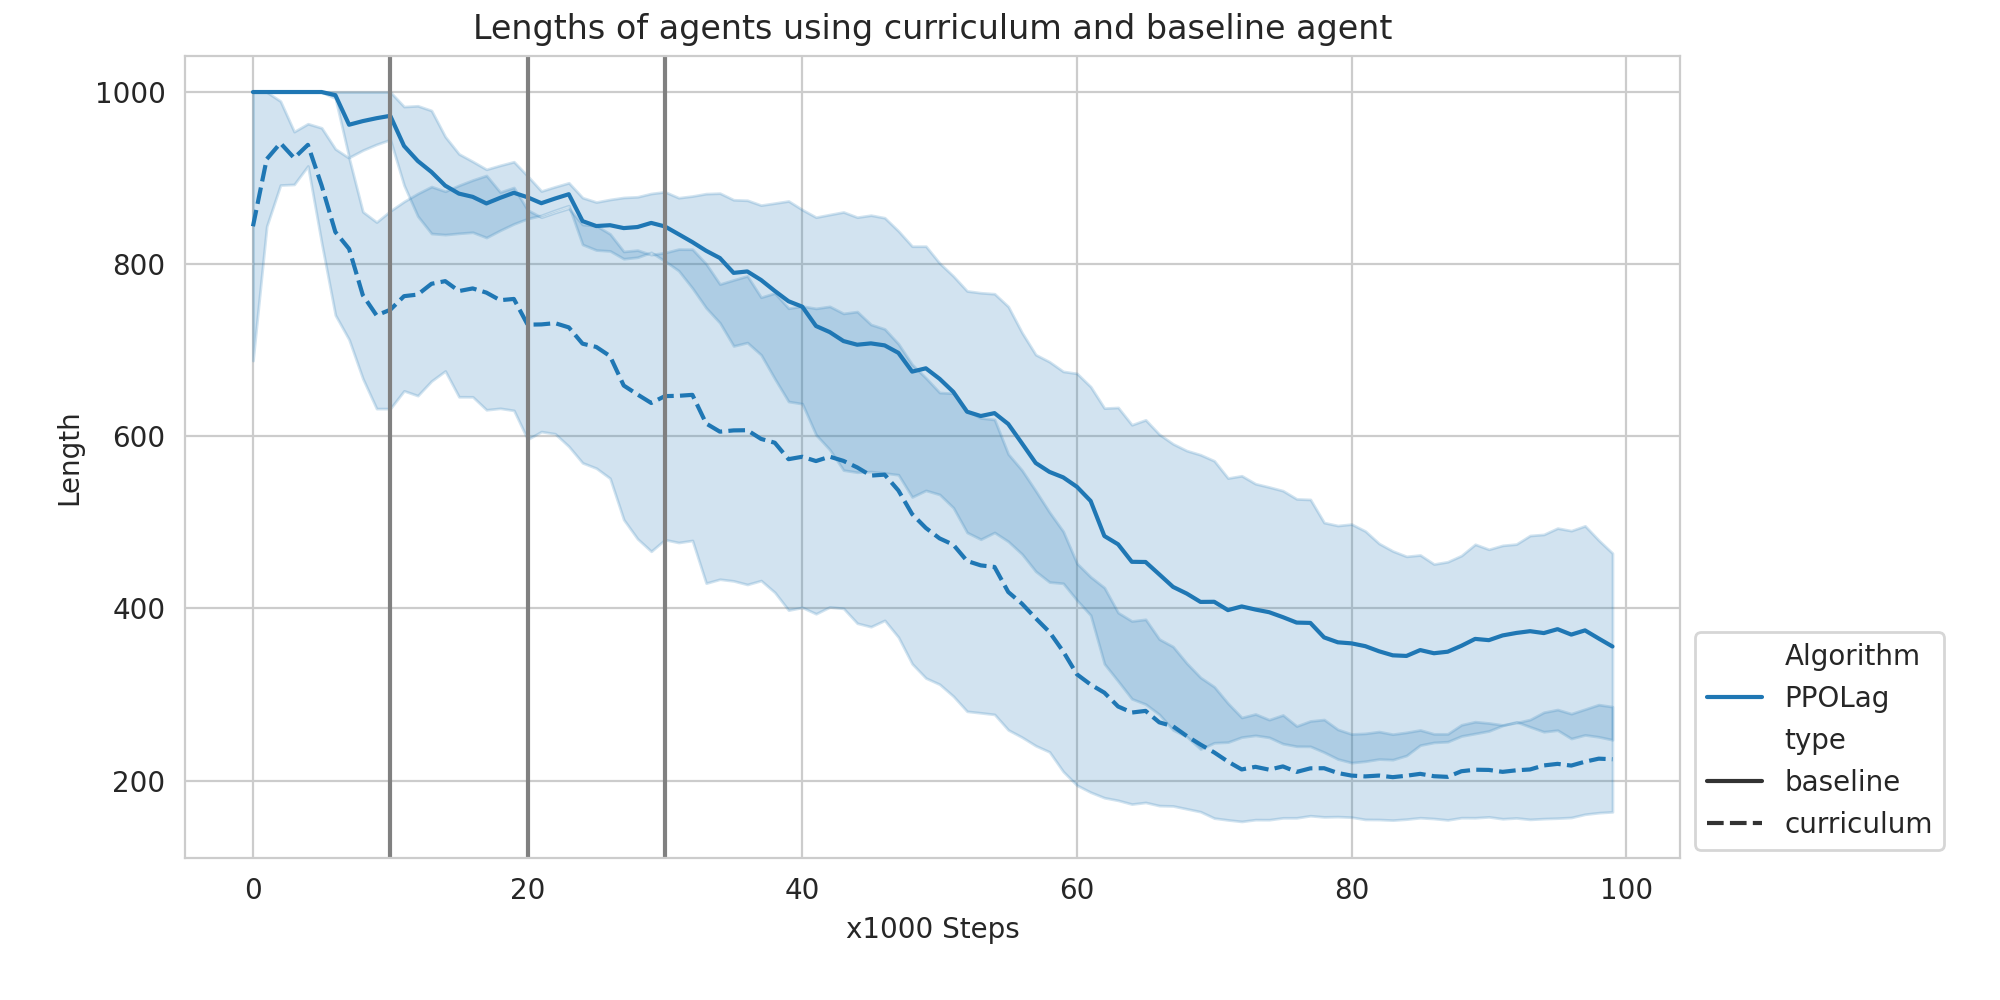 Lengths of agents using curriculum and baseline agent
1000
800
600
400
200
Length
0 20 40 60 80 100
x1000 Steps
Algorithm
PPOLag
type
baseline
curriculum